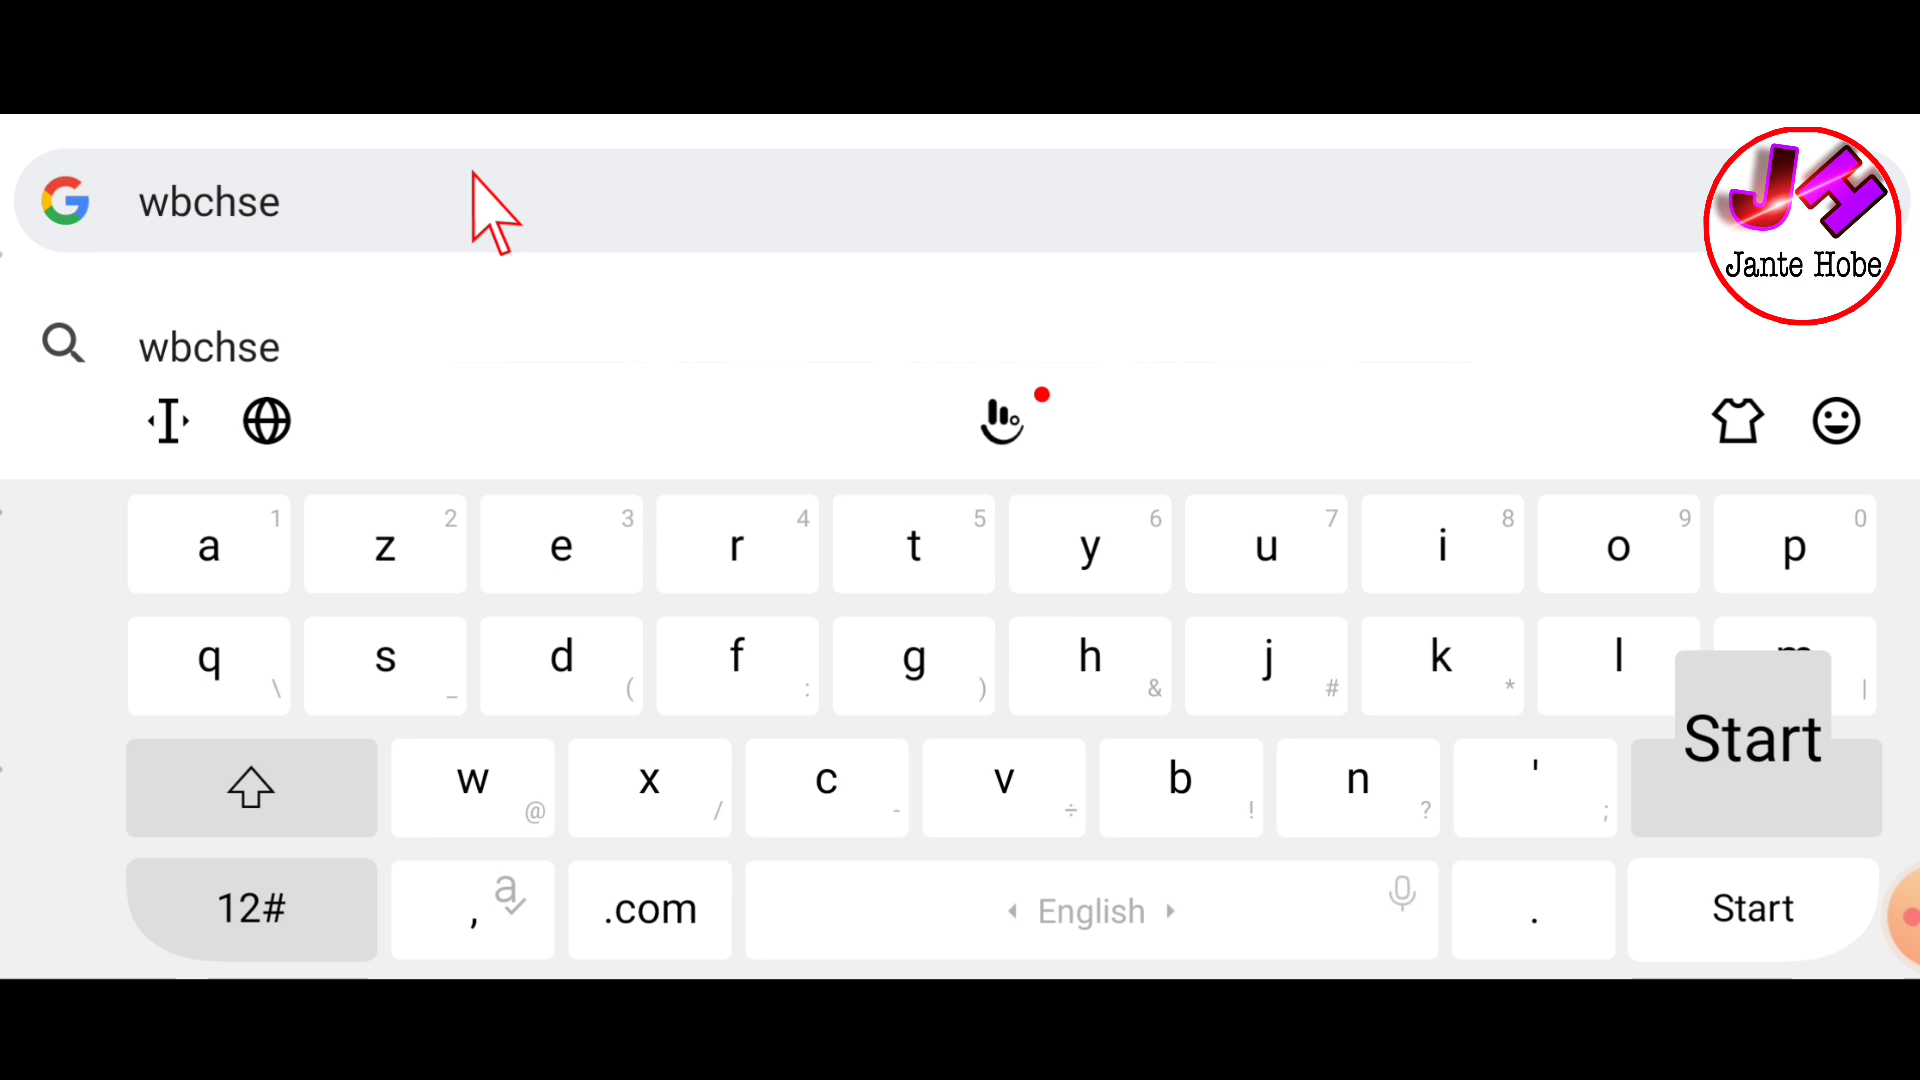 wbchse
JH
Jante Hobe
wbchse
a 1 z 2 e 3 r 4 t 5 y 6 u 7 i 8 o 9 p 0
q \ s _ d ( f : g ) h & j # k * l m |
Start
w @ x / c - v ÷ b ! n ? ' ;
12# , a .com English . Start